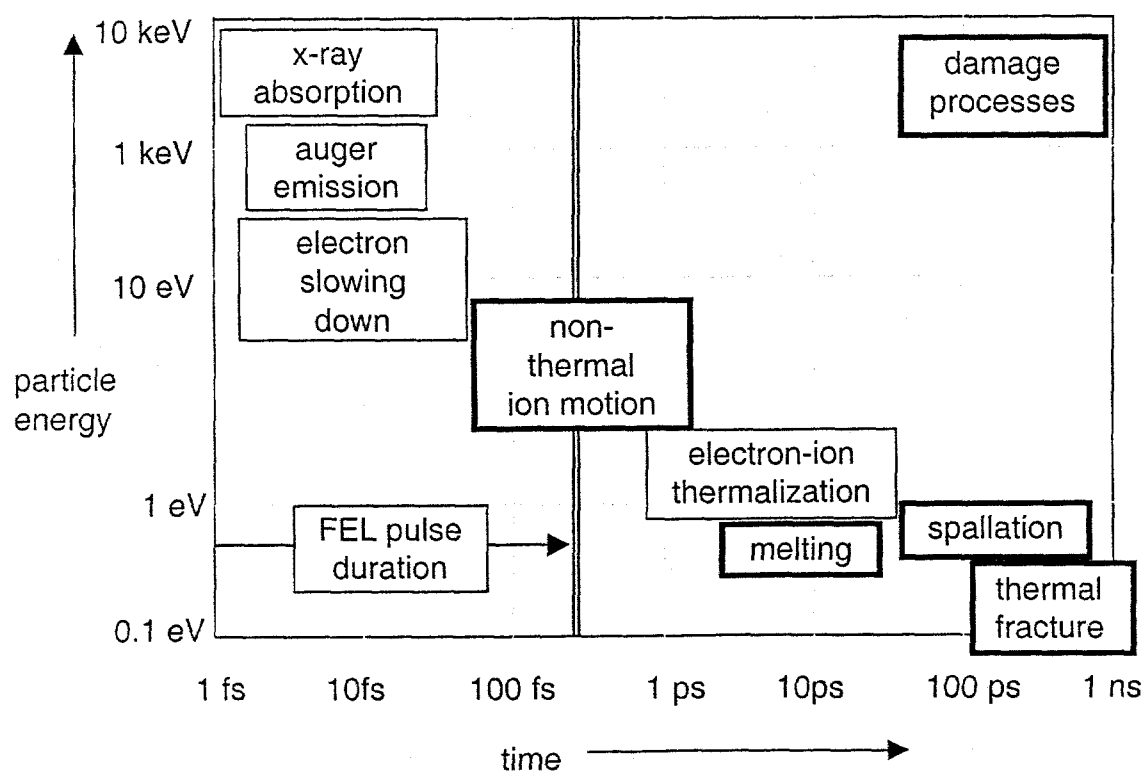 10 keV
x-ray
absorption
damage
processes
1 keV
auger
emission
electron
slowing
down
10 eV
non-
thermal
ion motion
particle
energy
electron-ion
thermalization
1 eV
FEL pulse
duration
melting
spallation
thermal
fracture
0.1 eV
1 fs 10fs 100 fs 1 ps 10ps 100 ps 1 ns
time